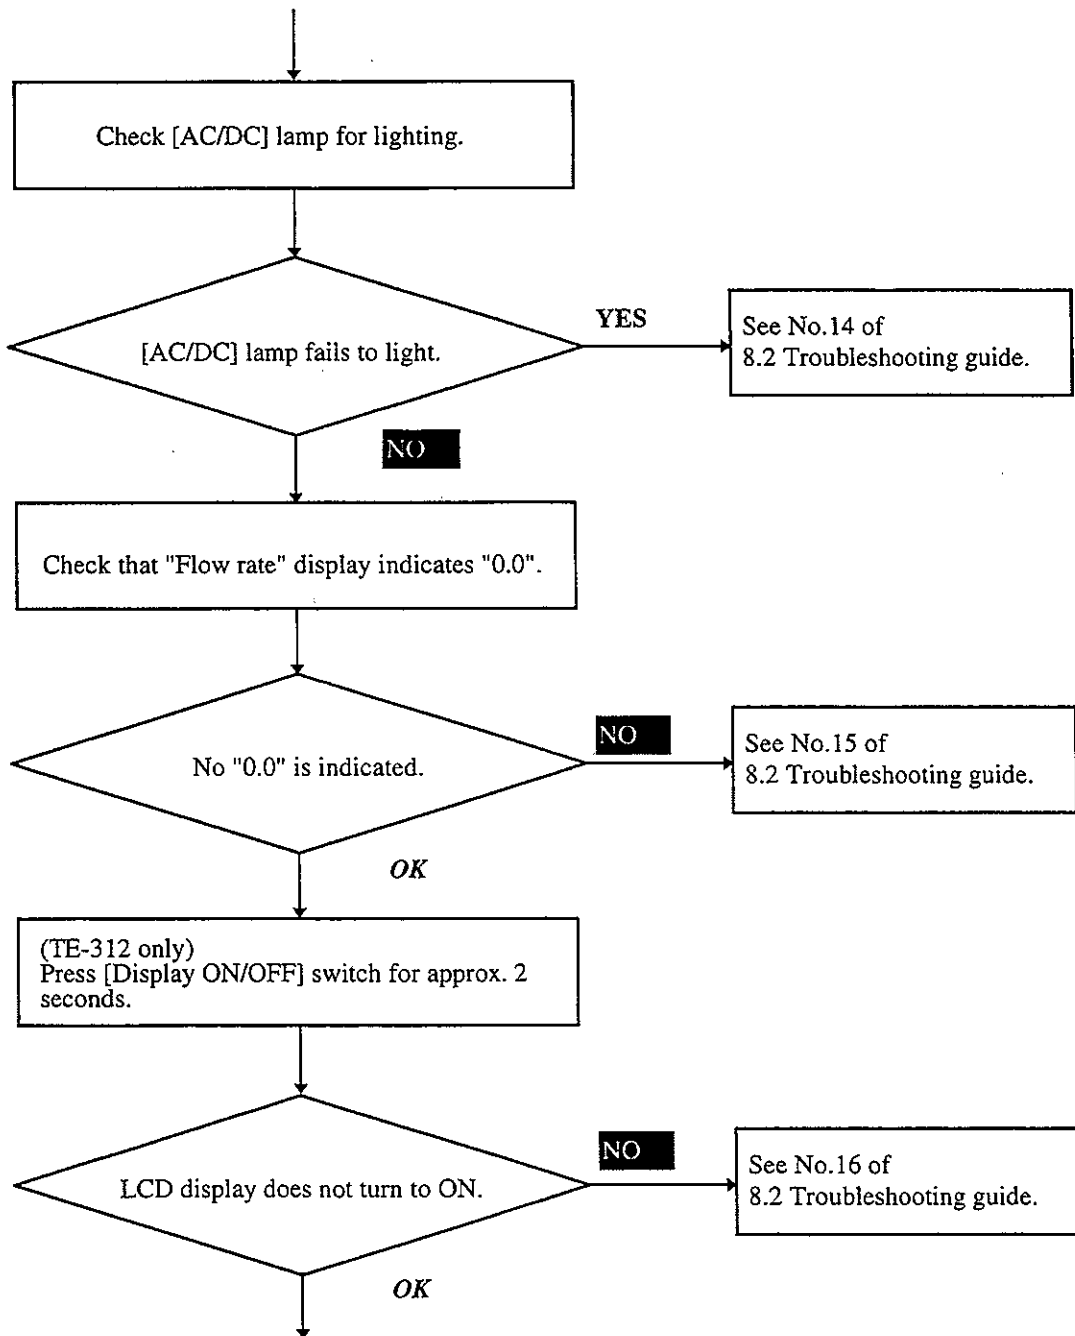 Check [AC/DC] lamp for lighting.
[AC/DC] lamp fails to light.
YES
See No.14 of
8.2 Troubleshooting guide.
NO
Check that "Flow rate" display indicates "0.0".
No "0.0" is indicated.
NO
See No.15 of
8.2 Troubleshooting guide.
OK
(TE-312 only)
Press [Display ON/OFF] switch for approx. 2
seconds.
LCD display does not turn to ON.
NO
See No.16 of
8.2 Troubleshooting guide.
OK